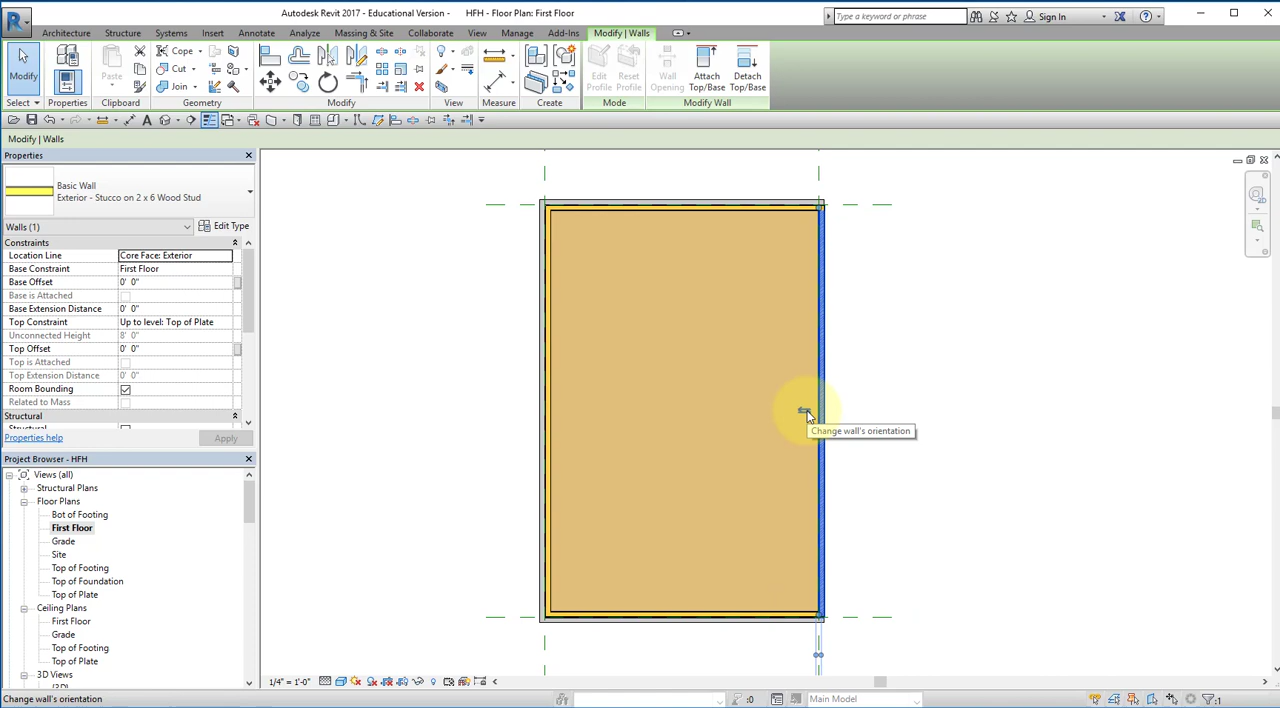 Autodesk Revit 2017 - Educational Version - HFH - Floor Plan: First Floor
Type a keyword or phrase
Sign In
Architecture Structure Systems Insert Annotate Analyze Massing & Site Collaborate View Manage Add-Ins Modify | Walls
Modify
Paste
Cope
Cut
Join
Edit Profile
Reset Profile
Wall Opening
Attach Top/Base
Detach Top/Base
Select Properties Clipboard Geometry Modify View Measure Create Mode Modify Wall
Modify | Walls
Properties
Basic Wall
Exterior - Stucco on 2 x 6 Wood Stud
Walls (1)
Edit Type
Constraints
Location Line Core Face: Exterior
Base Constraint First Floor
Base Offset 0' 0"
Base is Attached
Base Extension Distance 0' 0"
Top Constraint Up to level: Top of Plate
Unconnected Height 8' 0"
Top Offset 0' 0"
Top is Attached
Top Extension Distance 0' 0"
Room Bounding
Related to Mass
Structural
Properties help
Apply
Project Browser - HFH
Views (all)
Structural Plans
Floor Plans
Bot of Footing
First Floor
Grade
Site
Top of Footing
Top of Foundation
Top of Plate
Ceiling Plans
First Floor
Grade
Top of Footing
Top of Plate
3D Views
Change wall's orientation
1/4" = 1'-0"
Change wall's orientation
:0
Main Model
:1